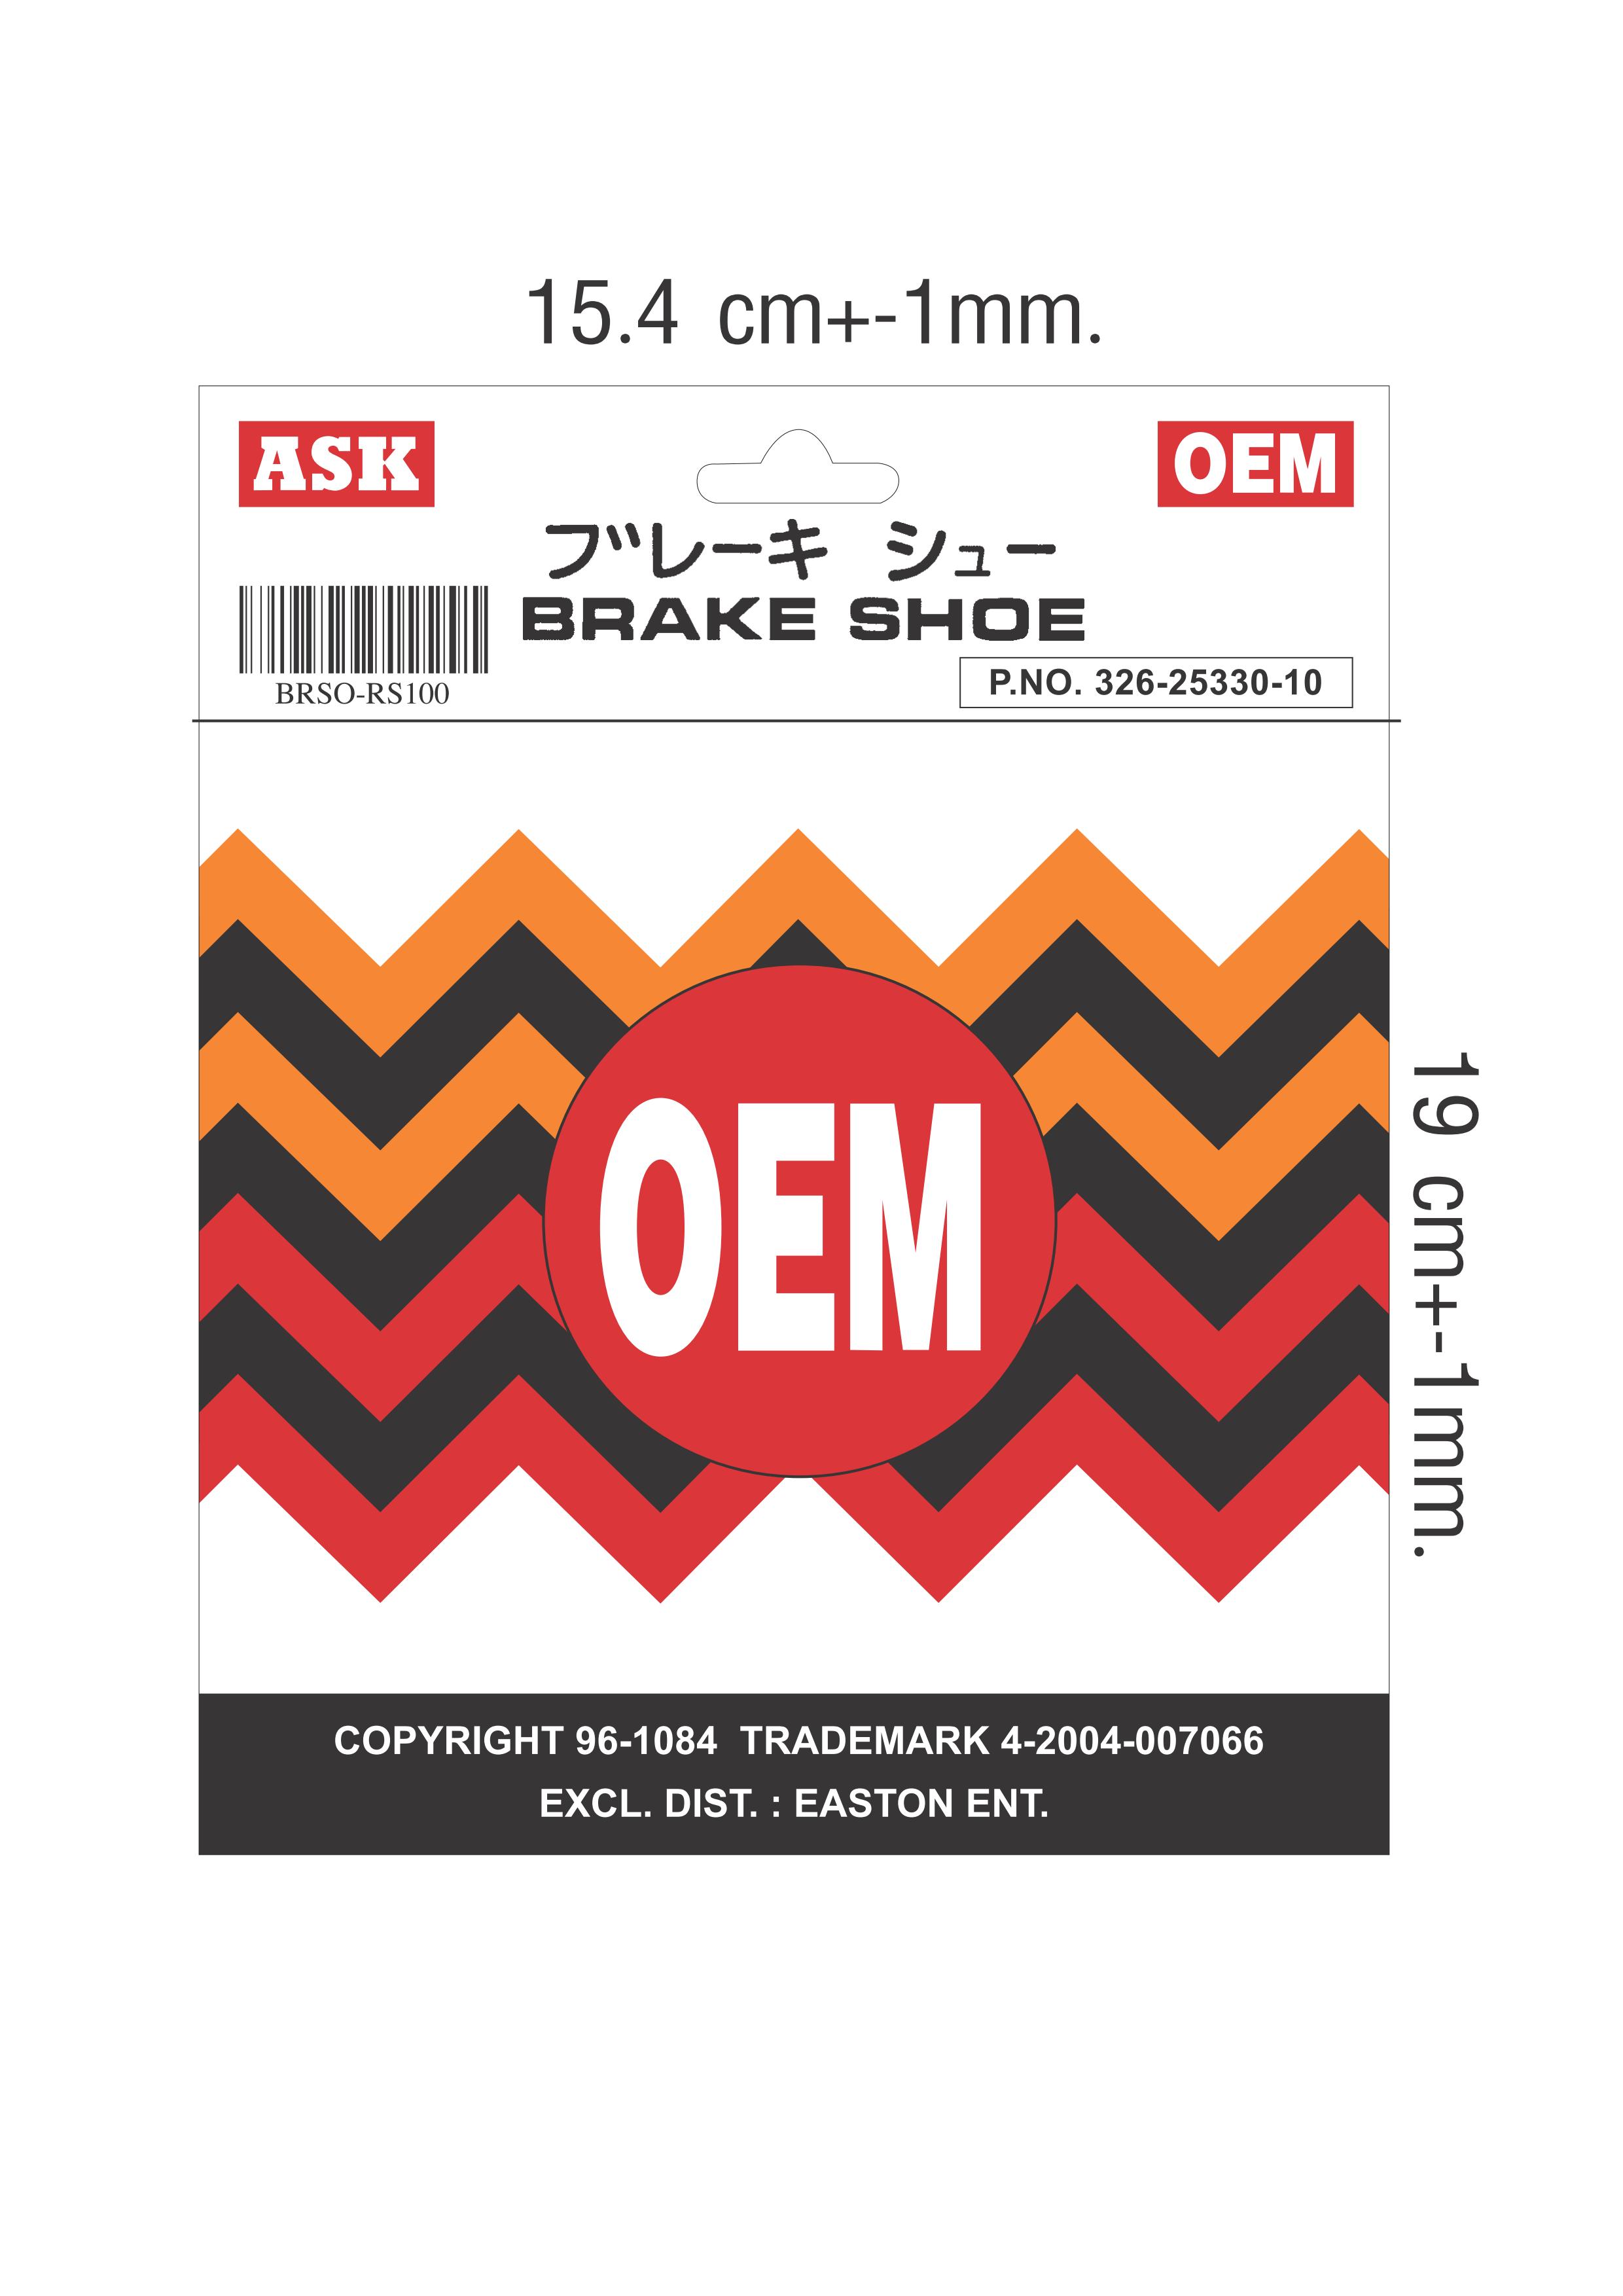 15.4 cm+-1mm.
ASK
OEM
ブレーキ シュー
BRAKE SHOE
BRSO-RS100
P.NO. 326-25330-10
OEM
19 cm+-1mm.
COPYRIGHT 96-1084 TRADEMARK 4-2004-007066
EXCL. DIST. : EASTON ENT.